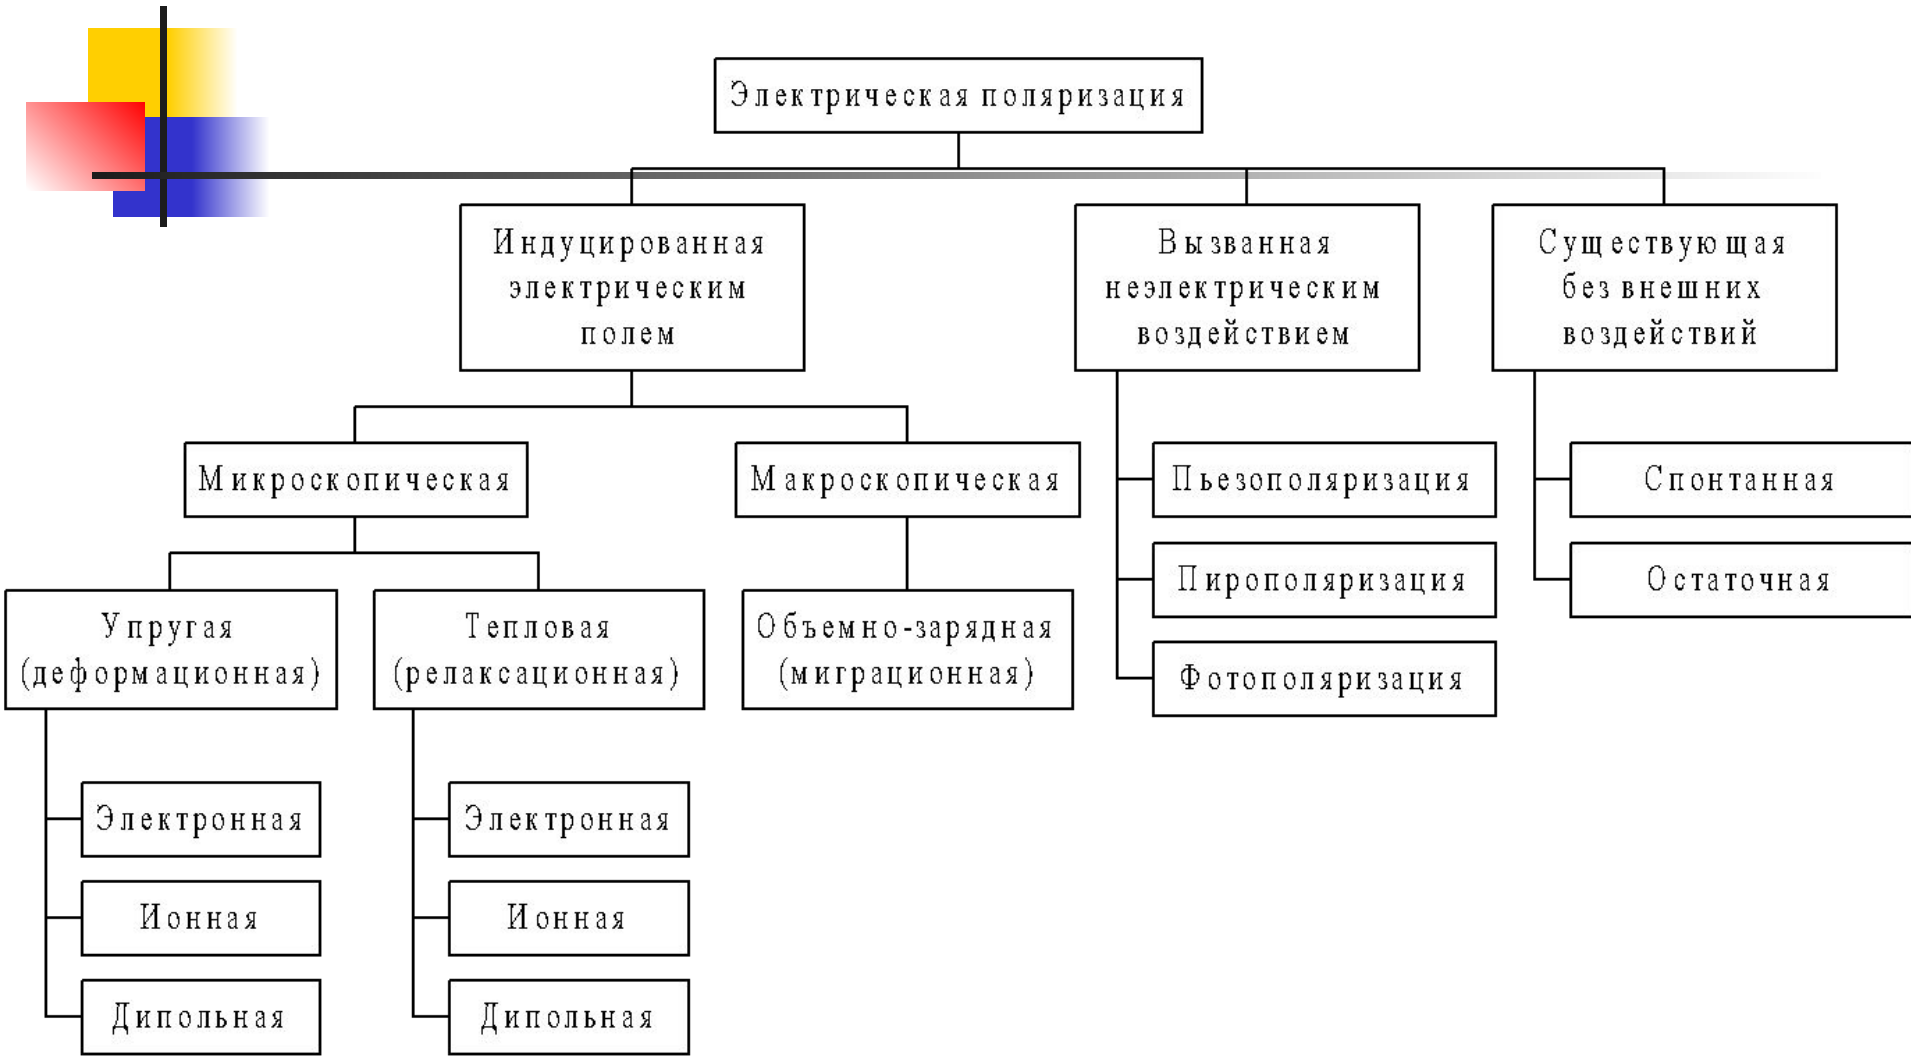 Электрическая поляризация
Индуцированная
электрическим
полем
Вызванная
неэлектрическим
воздействием
Существующая
без внешних
воздействий
Микроскопическая
Макроскопическая
Пьезополяризация
Спонтанная
Пирополяризация
Остаточная
Упругая
(деформационная)
Тепловая
(релаксационная)
Объемно-зарядная
(миграционная)
Фотополяризация
Электронная
Электронная
Ионная
Ионная
Дипольная
Дипольная